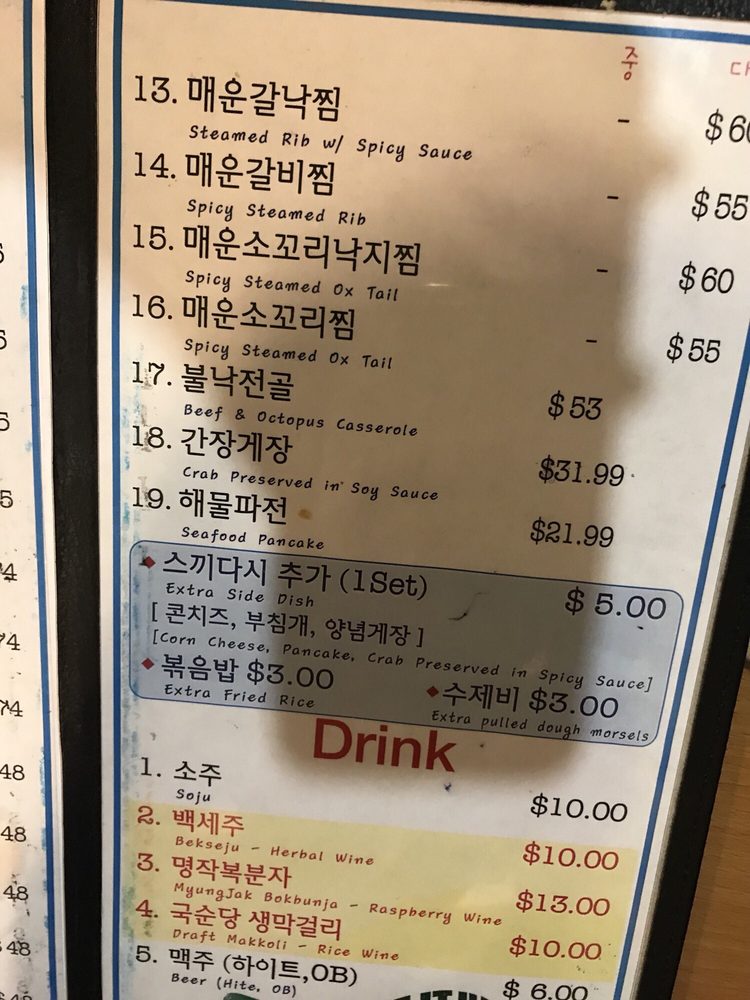 중
13. 매운갈낙찜 -
Steamed Rib w/ Spicy Sauce
14. 매운갈비찜 - $55
Spicy Steamed Rib
15. 매운소꼬리낙지찜 - $60
Spicy Steamed Ox Tail
16. 매운소꼬리찜 - $55
Spicy Steamed Ox Tail
17. 불낙전골 $53
Beef & Octopus Casserole
18. 간장게장 $31.99
Crab Preserved in Soy Sauce
19. 해물파전 $21.99
Seafood Pancake
스끼다시 추가 (1Set) $5.00
Extra Side Dish
[ 콘치즈, 부침개, 양념게장 ]
[Corn Cheese, Pancake, Crab Preserved in Spicy Sauce]
볶음밥 $3.00 수제비 $3.00
Extra Fried Rice Extra pulled dough morsels
Drink
1. 소주 $10.00
Soju
2. 백세주 $10.00
Bekseju - Herbal Wine
3. 명작복분자 $13.00
MyungJak Bokbunja - Raspberry Wine
4. 국순당 생막걸리 $10.00
Draft Makkoli - Rice Wine
5. 맥주 (하이트,OB) $6.00
Beer (Hite, OB)